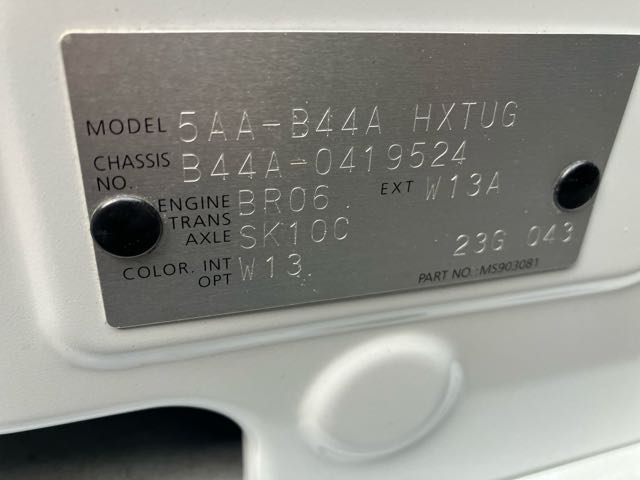 MODEL 5AA-B44A HXTUG
CHASSIS NO. B44A-0419524
ENGINE BR06 EXT W13A
TRANS AXLE SK10C
COLOR. INT OPT W13 23G 043
PART NO.: MS903081